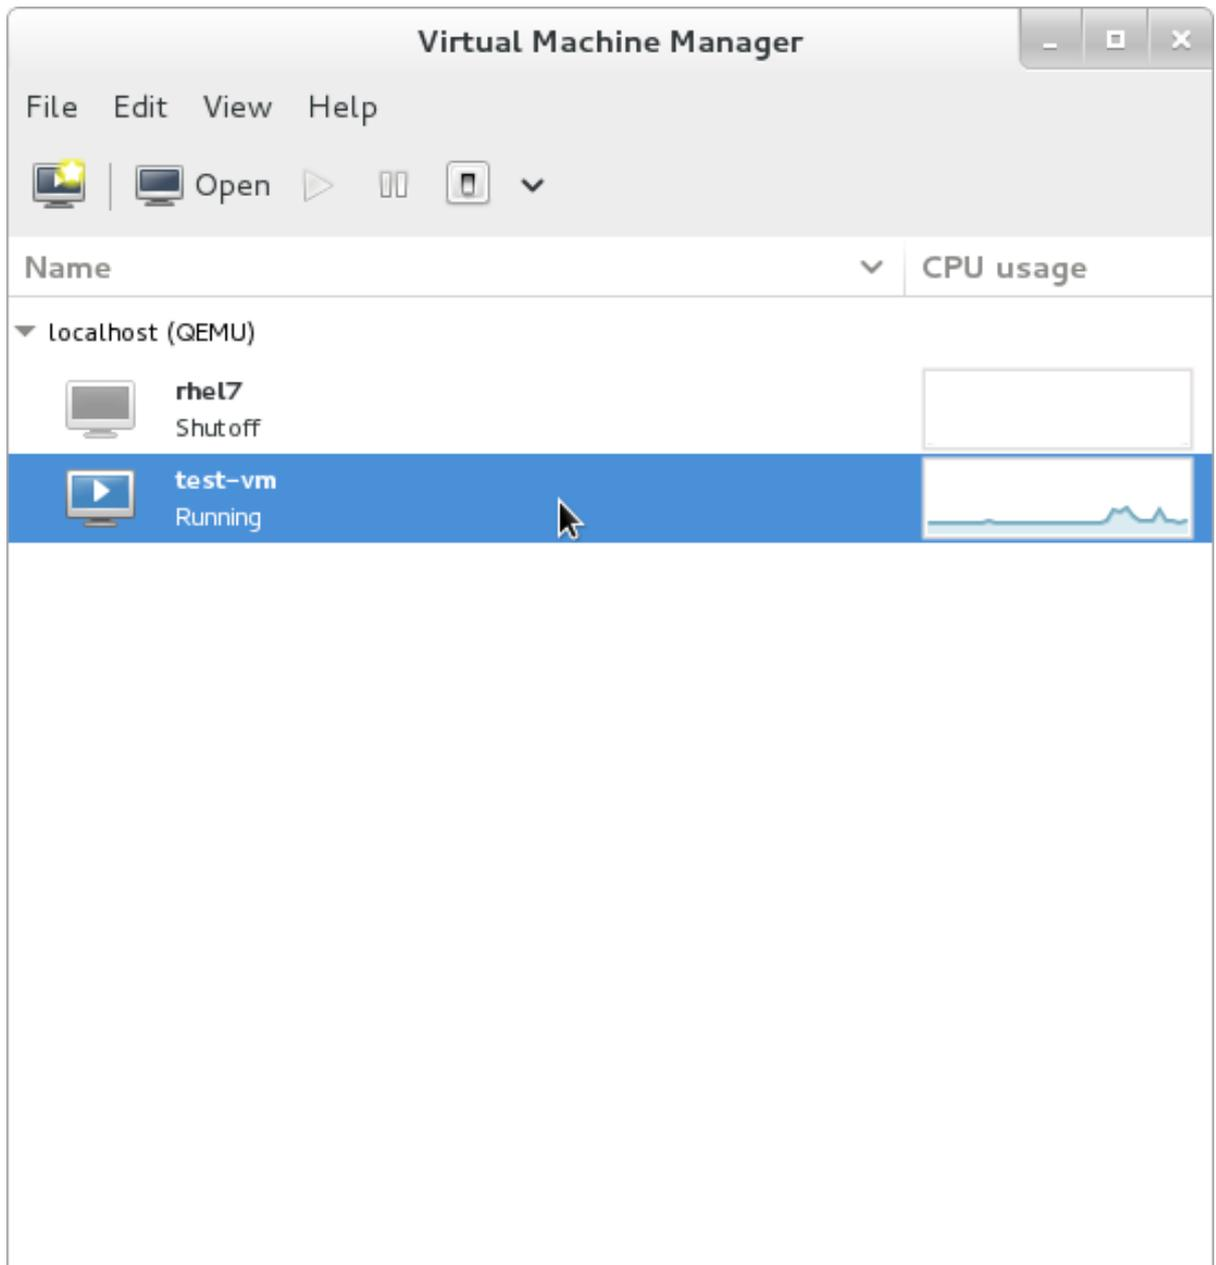 Virtual Machine Manager
File Edit View Help
Open
Name CPU usage
localhost (QEMU)
rhel7
Shutoff
test-vm
Running